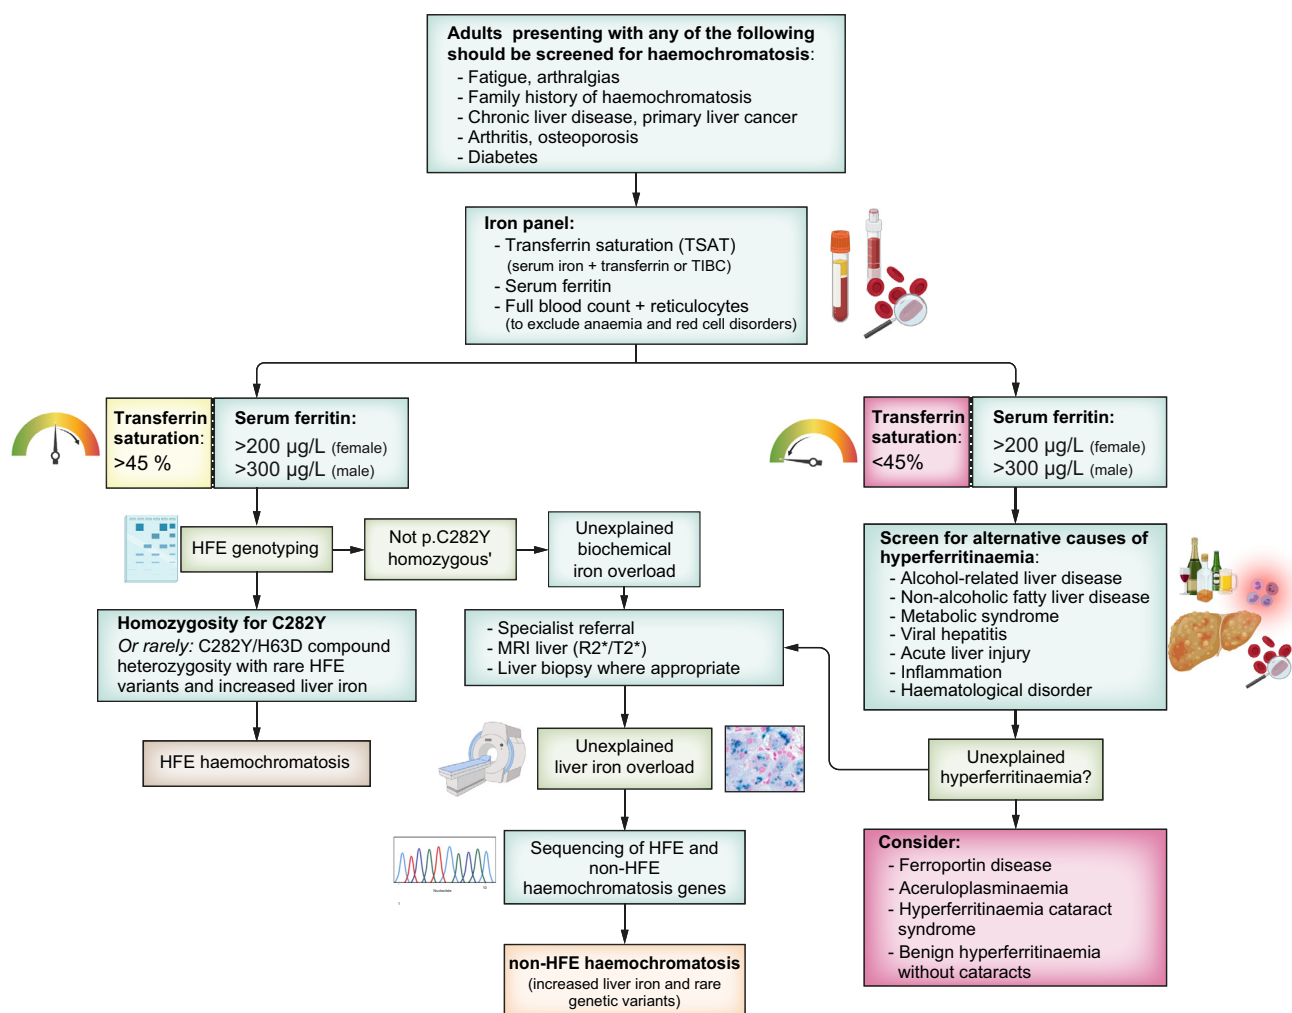 Adults presenting with any of the following
should be screened for haemochromatosis:
- Fatigue, arthralgias
- Family history of haemochromatosis
- Chronic liver disease, primary liver cancer
- Arthritis, osteoporosis
- Diabetes
Iron panel:
- Transferrin saturation (TSAT)
(serum iron + transferrin or TIBC)
- Serum ferritin
- Full blood count + reticulocytes
(to exclude anaemia and red cell disorders)
Transferrin
saturation:
>45 %
Serum ferritin:
>200 µg/L (female)
>300 µg/L (male)
Transferrin
saturation:
<45%
Serum ferritin:
>200 µg/L (female)
>300 µg/L (male)
HFE genotyping
Not p.C282Y
homozygous'
Unexplained
biochemical
iron overload
Homozygosity for C282Y
Or rarely: C282Y/H63D compound
heterozygosity with rare HFE
variants and increased liver iron
HFE haemochromatosis
- Specialist referral
- MRI liver (R2*/T2*)
- Liver biopsy where appropriate
Unexplained
liver iron overload
Sequencing of HFE and
non-HFE
haemochromatosis genes
Nucleotide
10
1
non-HFE haemochromatosis
(increased liver iron and rare
genetic variants)
Screen for alternative causes of
hyperferritinaemia:
- Alcohol-related liver disease
- Non-alcoholic fatty liver disease
- Metabolic syndrome
- Viral hepatitis
- Acute liver injury
- Inflammation
- Haematological disorder
Unexplained
hyperferritinaemia?
Consider:
- Ferroportin disease
- Aceruloplasminaemia
- Hyperferritinaemia cataract
syndrome
- Benign hyperferritinaemia
without cataracts